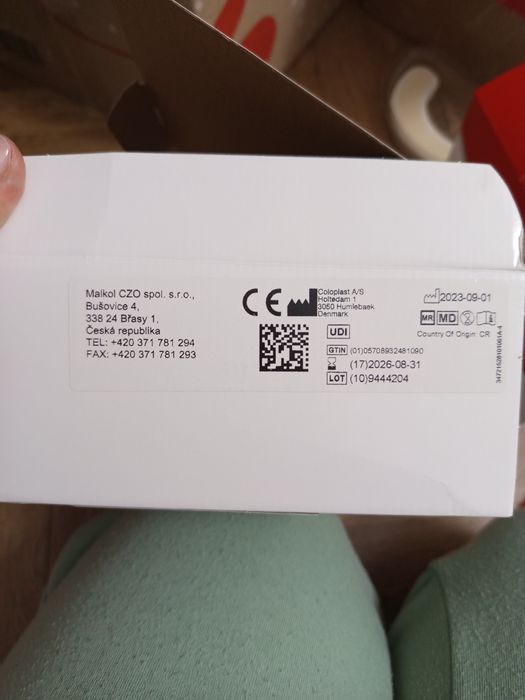 Malkol CZO spol. s.r.o.,
Bušovice 4,
338 24 Břasy 1,
Česká republika
TEL: +420 371 781 294
FAX: +420 371 781 293
CE
Coloplast A/S
Holtedam 1
3050 Humlebaek
Denmark
UDI
GTIN (01)05708932481090
(17)2026-08-31
LOT (10)9444204
2023-09-01
MR MD
Country Of Origin: CR